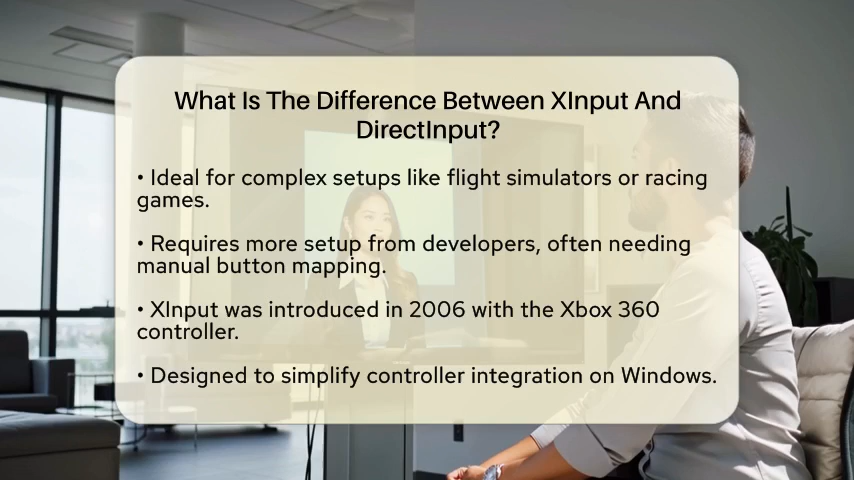 What Is The Difference Between XInput And
DirectInput?
• Ideal for complex setups like flight simulators or racing
games.
• Requires more setup from developers, often needing
manual button mapping.
• XInput was introduced in 2006 with the Xbox 360
controller.
• Designed to simplify controller integration on Windows.